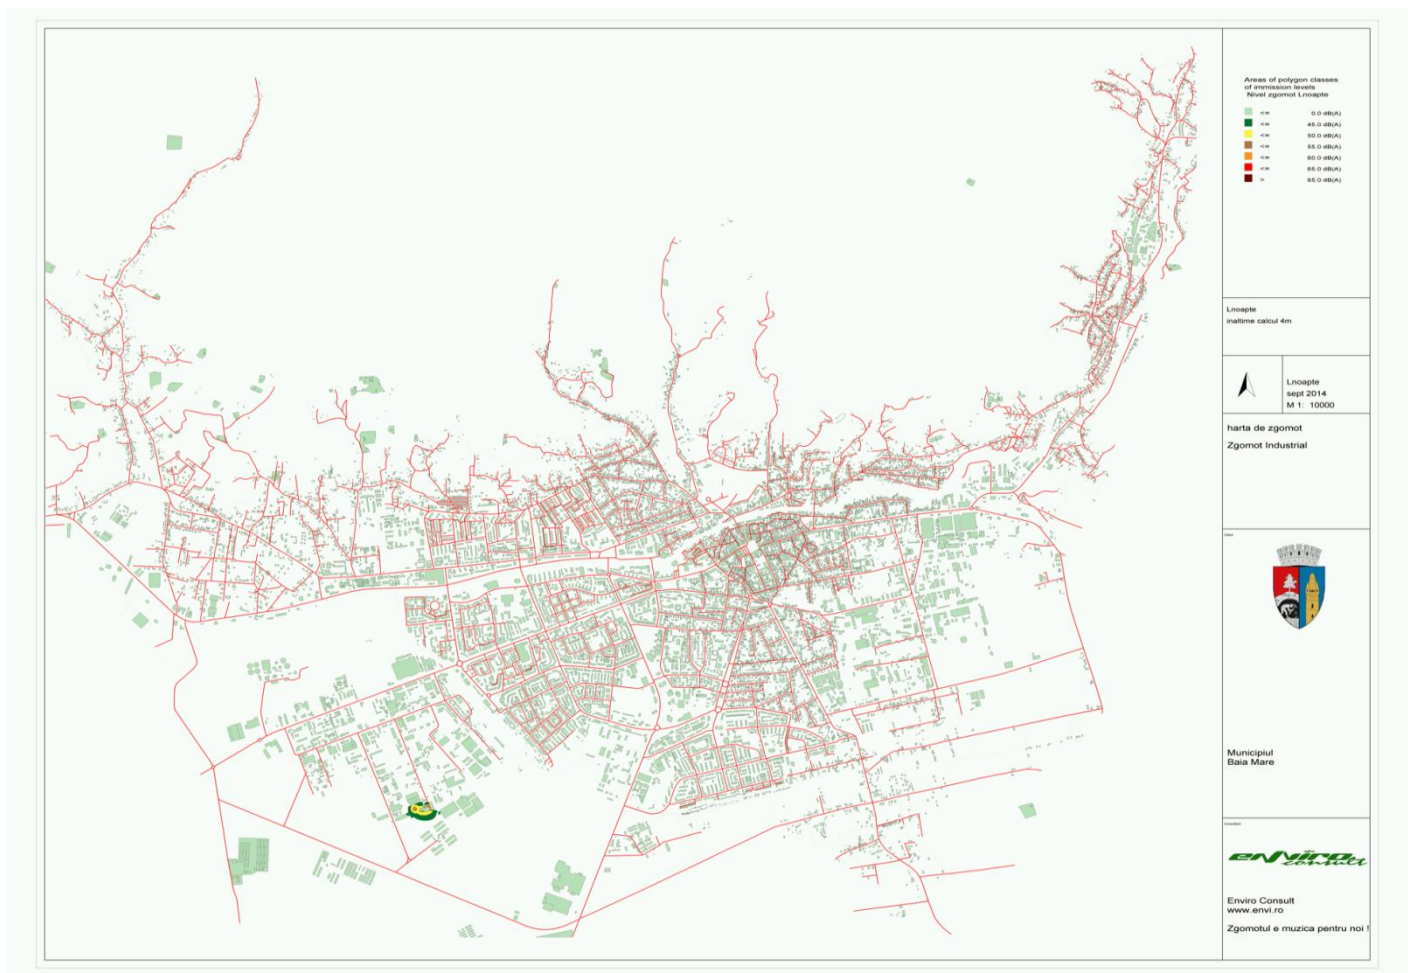 Areas of polygon classes
of immission levels
Nivel zgomot Lnoapte
<= 0.0 dB(A)
<= 45.0 dB(A)
<= 50.0 dB(A)
<= 55.0 dB(A)
<= 60.0 dB(A)
<= 65.0 dB(A)
> 65.0 dB(A)
Lnoapte
inaltime calcul 4m
Lnoapte
sept 2014
M 1: 10000
harta de zgomot
Zgomot Industrial
Municipiul
Baia Mare
enviro
consult
Enviro Consult
www.envi.ro
Zgomotul e muzica pentru noi !